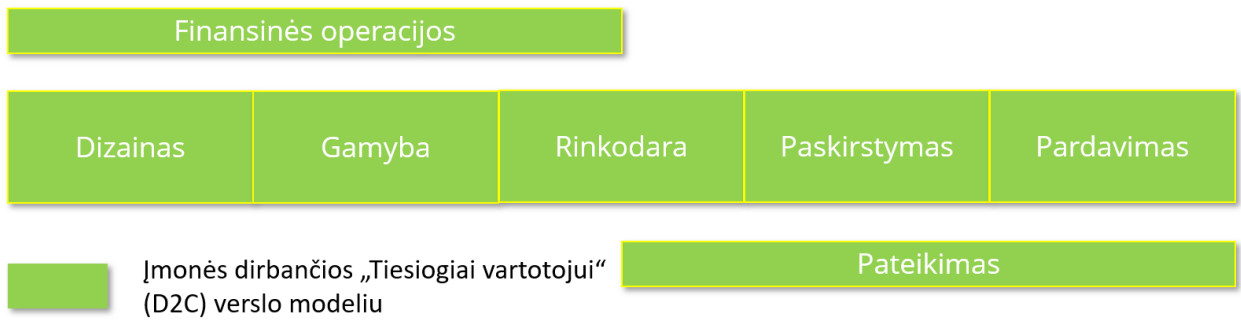 Finansinės operacijos
Dizainas
Gamyba
Rinkodara
Paskirstymas
Pardavimas
Įmonės dirbančios „Tiesiogiai vartotojui“
(D2C) verslo modeliu
Pateikimas